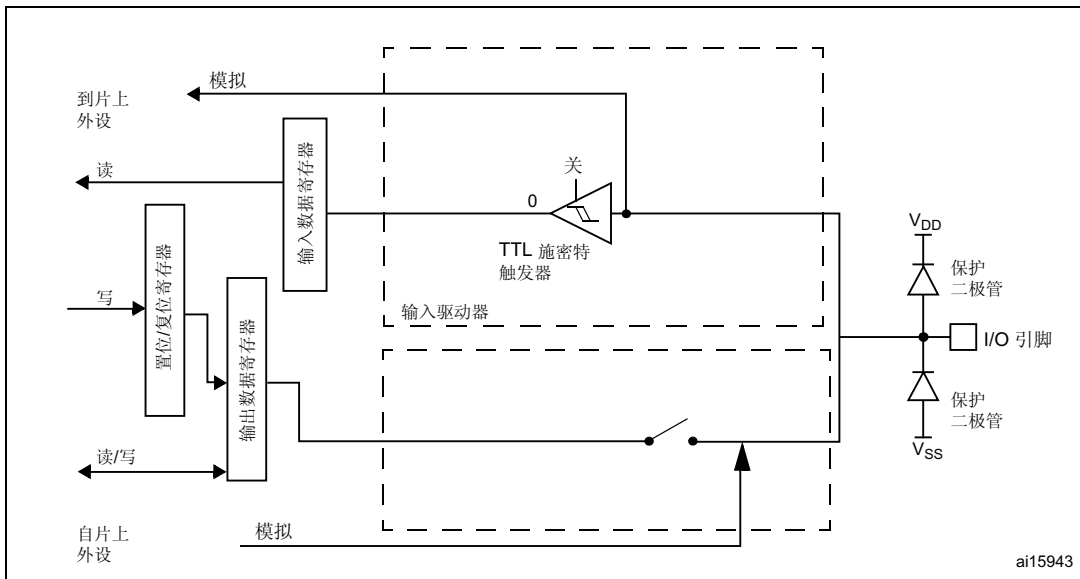 模拟
到片上
外设
读
输入数据寄存器
关
0
TTL 施密特
触发器
输入驱动器
VDD
保护
二极管
I/O 引脚
保护
二极管
VSS
写
置位/复位寄存器
输出数据寄存器
读/写
自片上
外设
模拟
ai15943